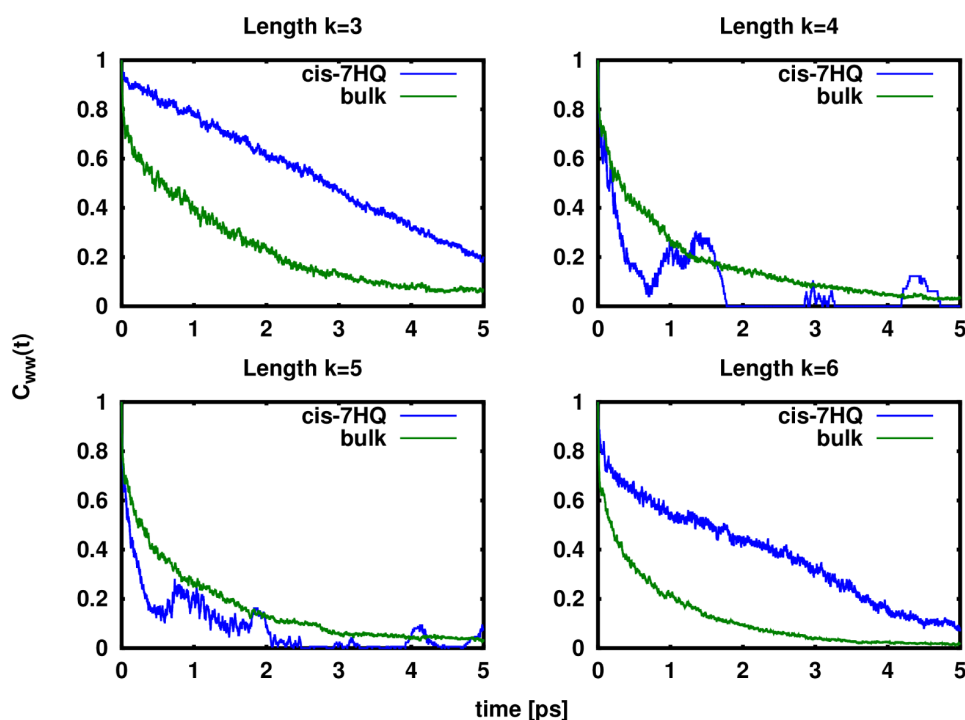 Length k=3
Length k=4
1
0.8
0.6
0.4
0.2
0
cis-7HQ
bulk
0 1 2 3 4 5
1
0.8
0.6
0.4
0.2
0
cis-7HQ
bulk
0 1 2 3 4 5
C_ww(t)
Length k=5
Length k=6
1
0.8
0.6
0.4
0.2
0
cis-7HQ
bulk
0 1 2 3 4 5
1
0.8
0.6
0.4
0.2
0
cis-7HQ
bulk
0 1 2 3 4 5
time [ps]